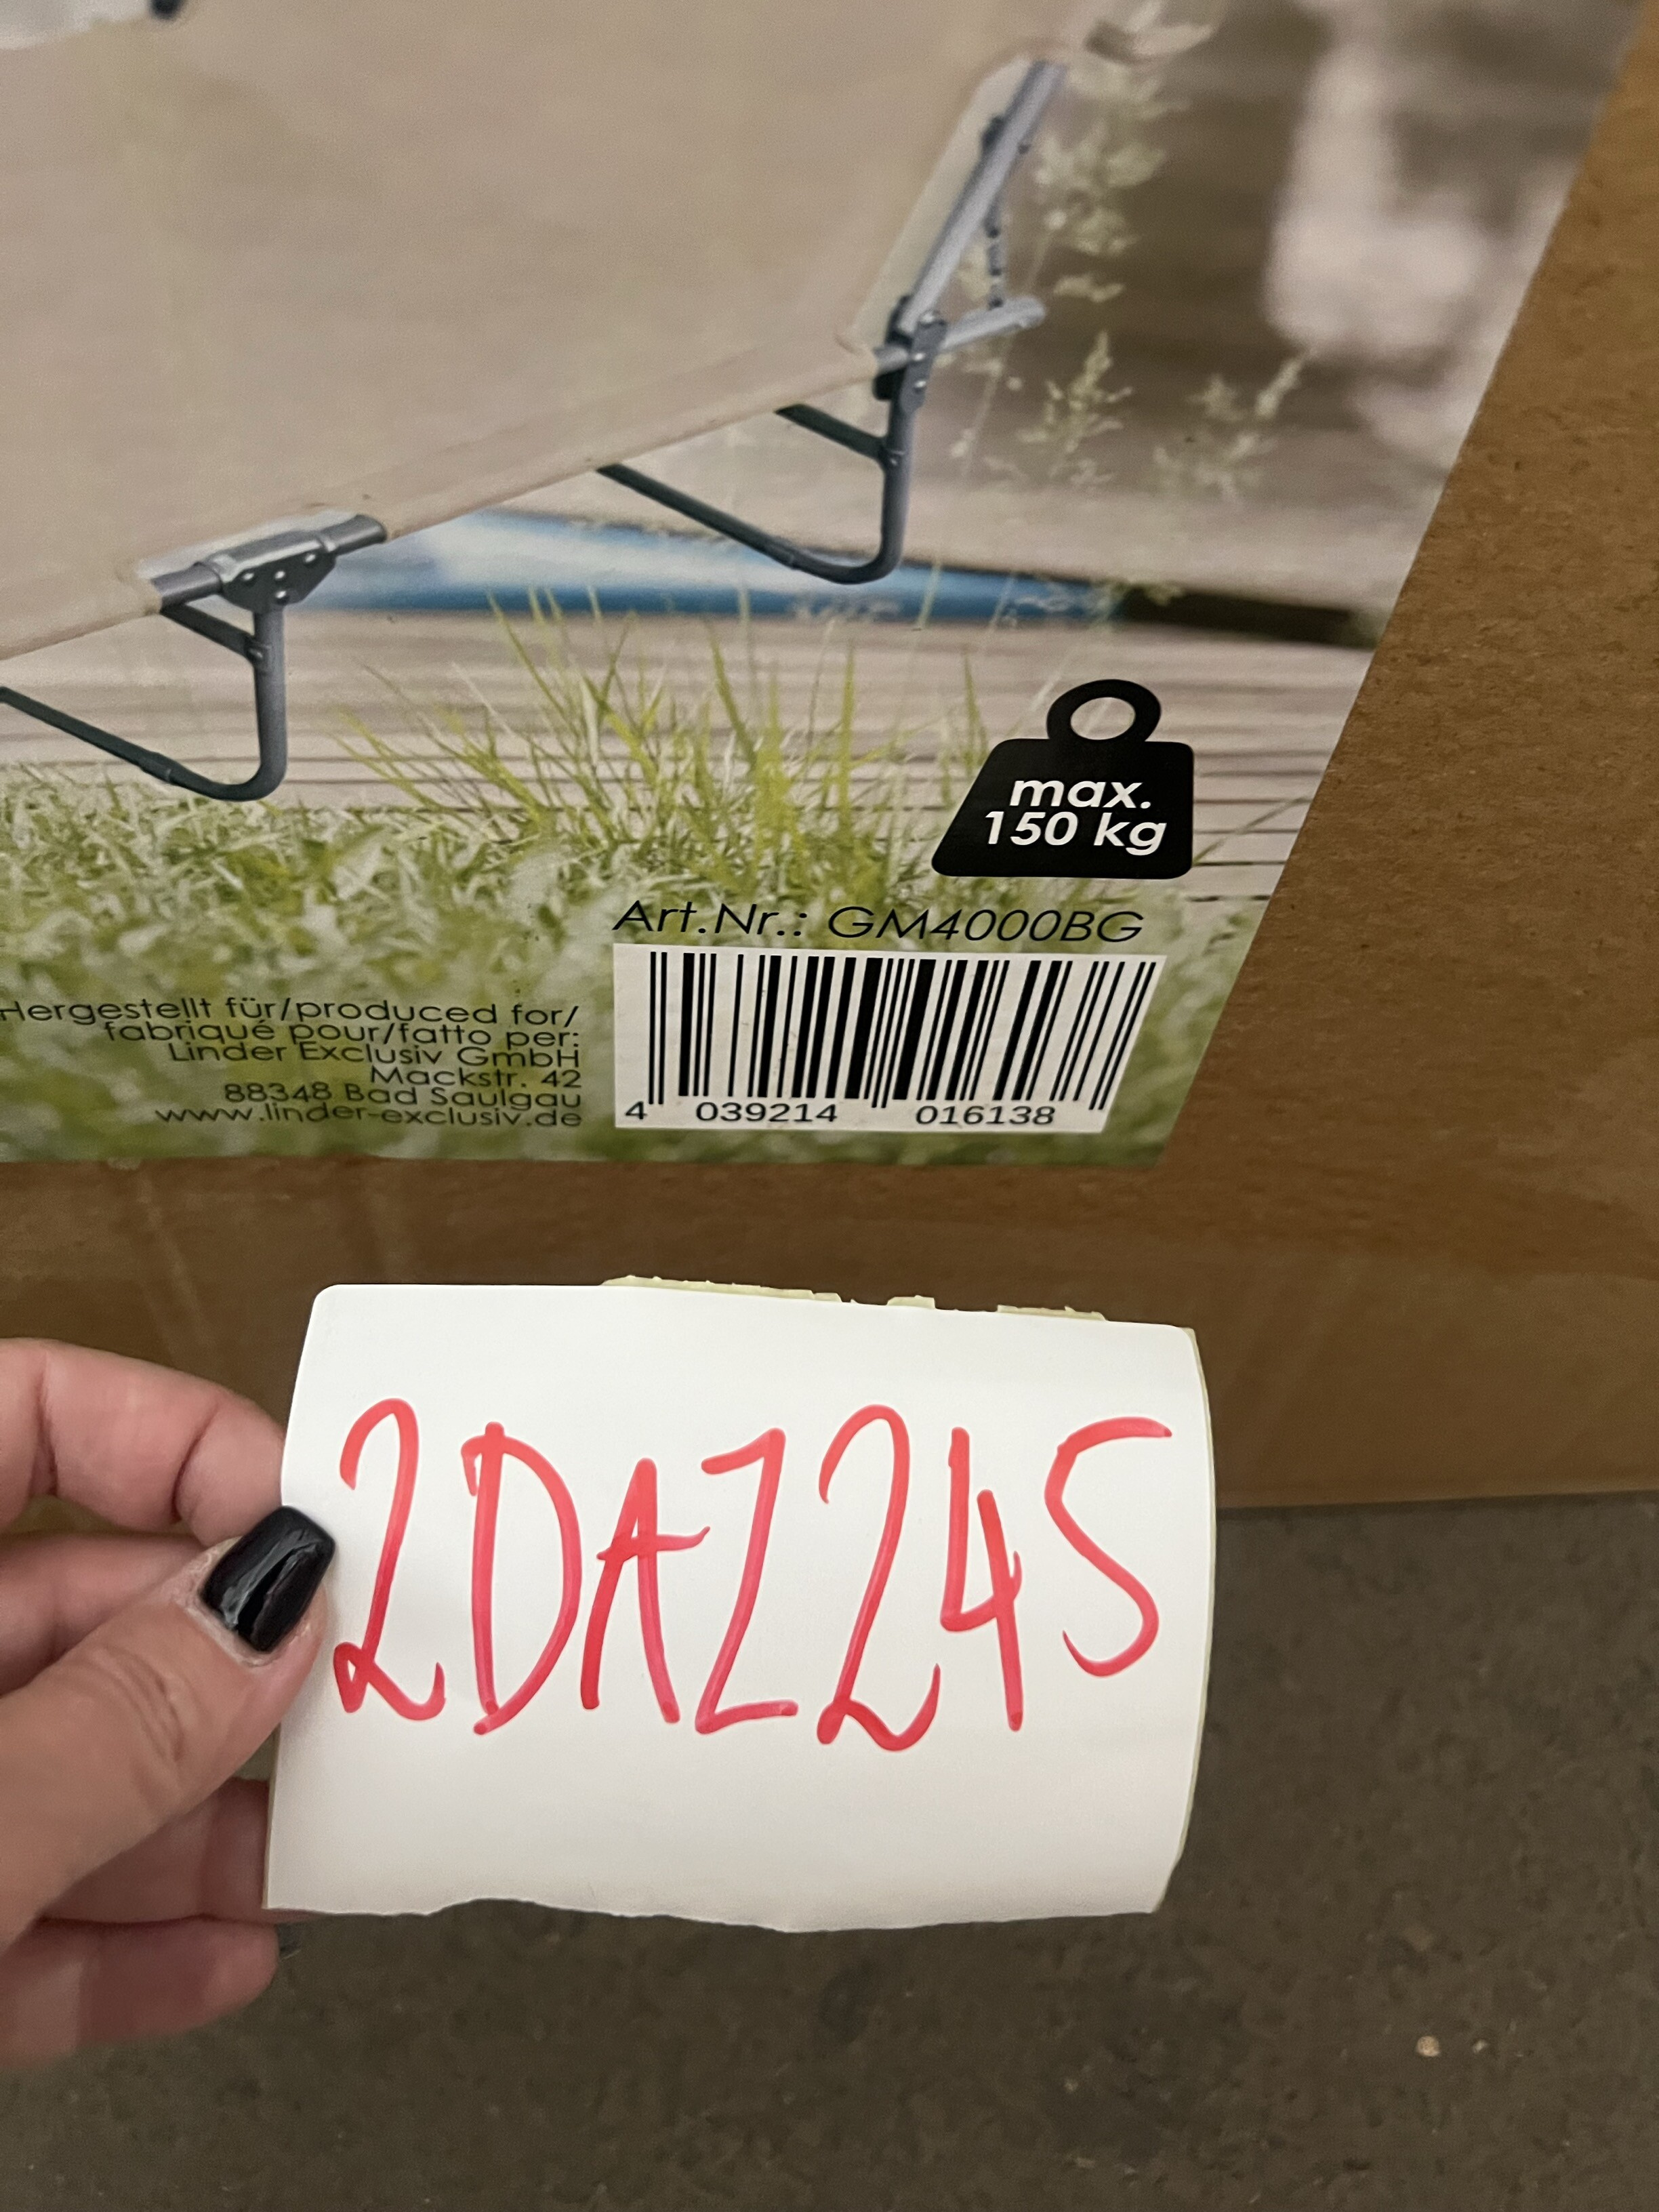 max.
150 kg
Art.Nr.: GM4000BG
Hergestellt für/produced for/
fabriqué pour/fatto per:
Linder Exclusiv GmbH
Mackstr. 42
88348 Bad Saulgau
www.linder-exclusiv.de
4 039214 016138
2DAZ24S